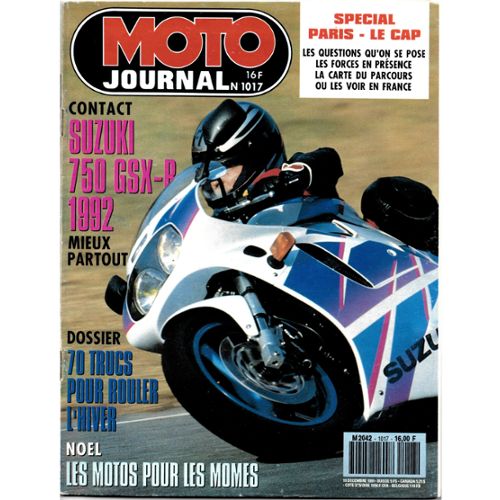 MOTO
JOURNAL
16 F
N 1017
SPECIAL
PARIS - LE CAP
LES QUESTIONS QU'ON SE POSE
LES FORCES EN PRÉSENCE
LA CARTE DU PARCOURS
OU LES VOIR EN FRANCE
CONTACT
SUZUKI
750 GSX-R
1992
MIEUX
PARTOUT
DOSSIER
70 TRUCS
POUR ROULER
L'HIVER
NOEL
LES MOTOS POUR LES MOMES
SUZU
M 2042 - 1017 - 16,00 F